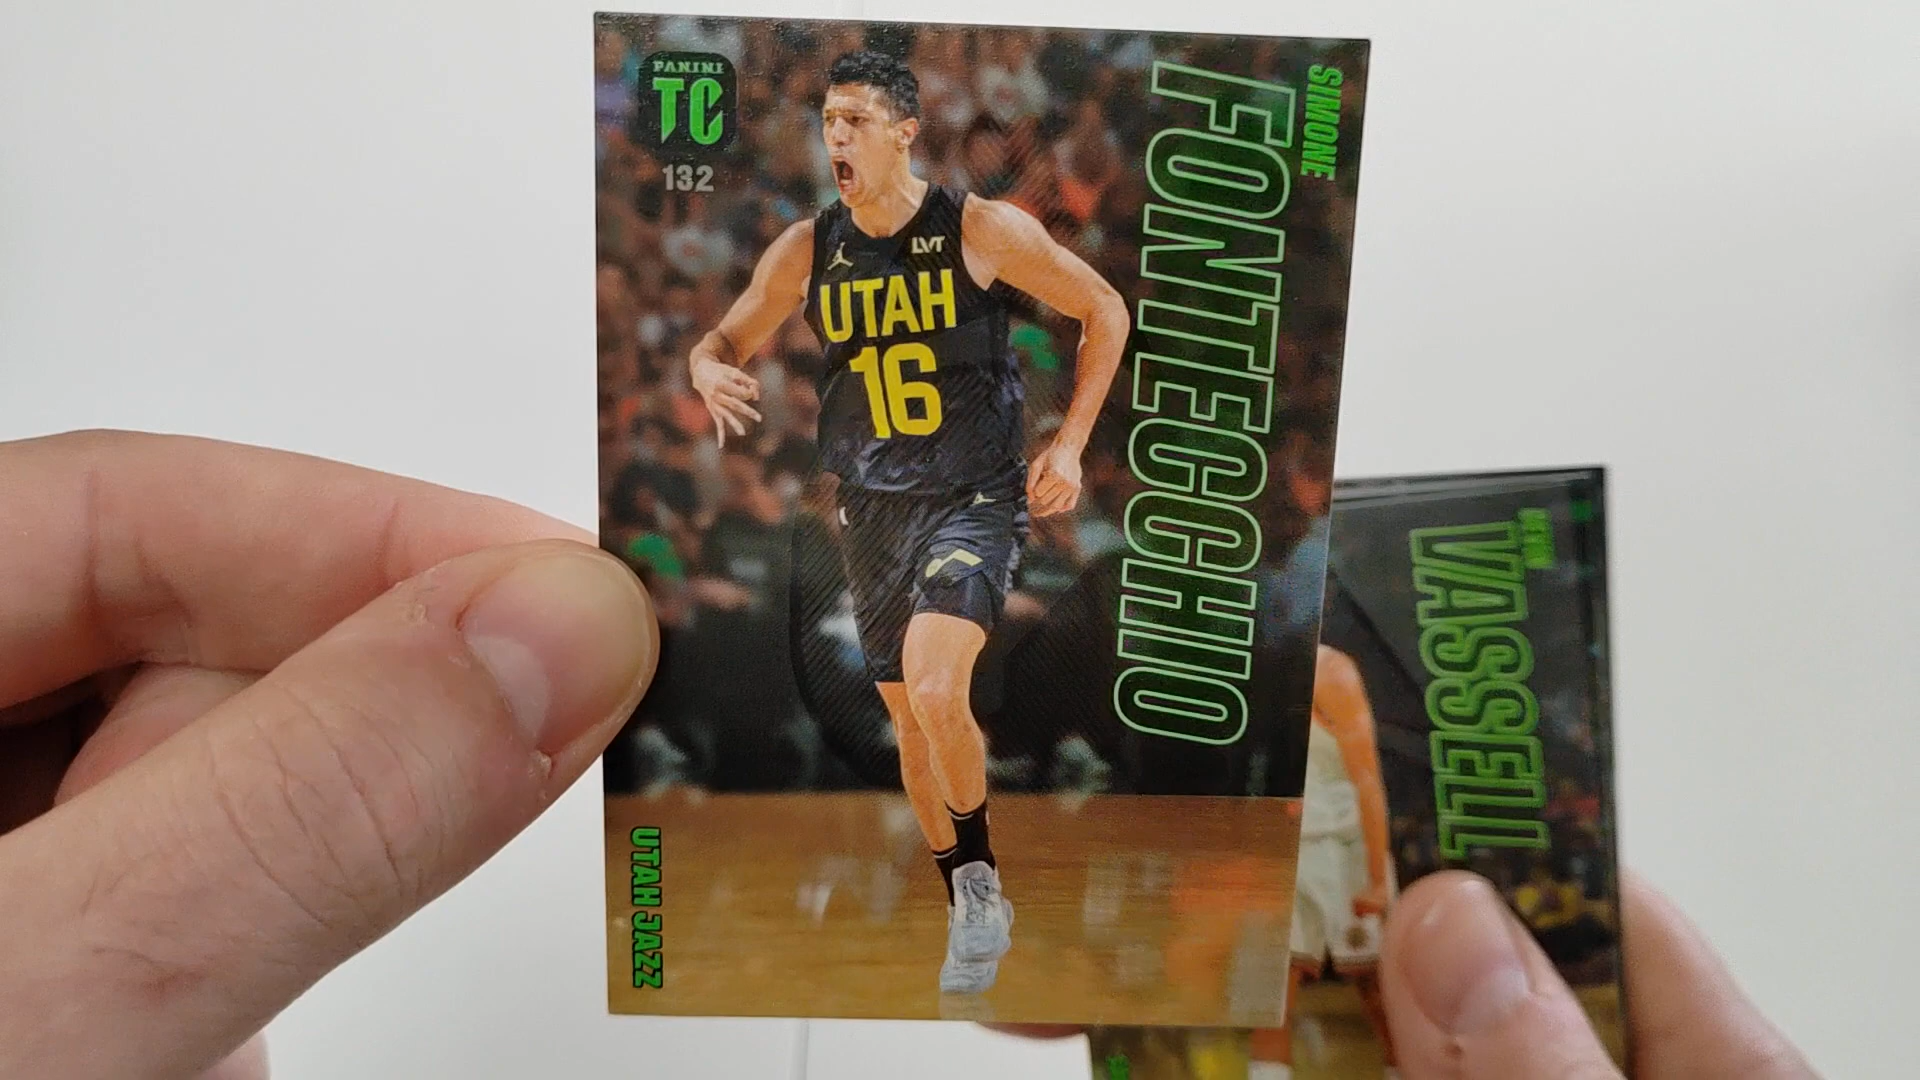 PANINI
TC
132
SIMONE
FONTECCHIO
LVT
UTAH
16
UTAH JAZZ
VASSELL